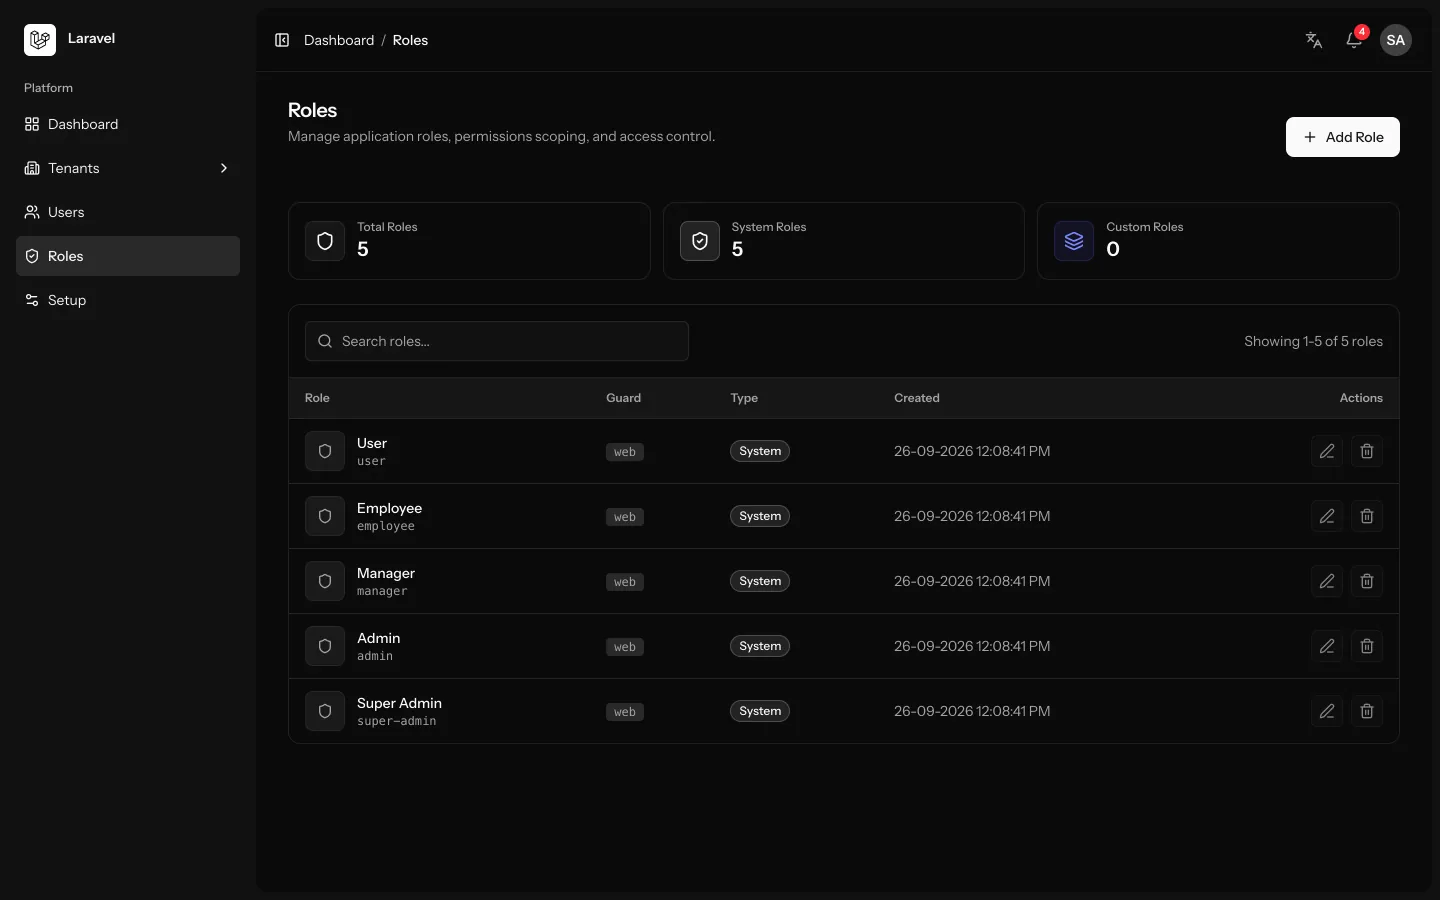 Laravel
Platform
Dashboard
Tenants
Users
Roles
Setup
Dashboard / Roles
4
SA
Roles
Manage application roles, permissions scoping, and access control.
Add Role
Total Roles
5
System Roles
5
Custom Roles
0
Search roles...
Showing 1-5 of 5 roles
Role Guard Type Created Actions
User
user
web System 26-09-2026 12:08:41 PM
Employee
employee
web System 26-09-2026 12:08:41 PM
Manager
manager
web System 26-09-2026 12:08:41 PM
Admin
admin
web System 26-09-2026 12:08:41 PM
Super Admin
super-admin
web System 26-09-2026 12:08:41 PM